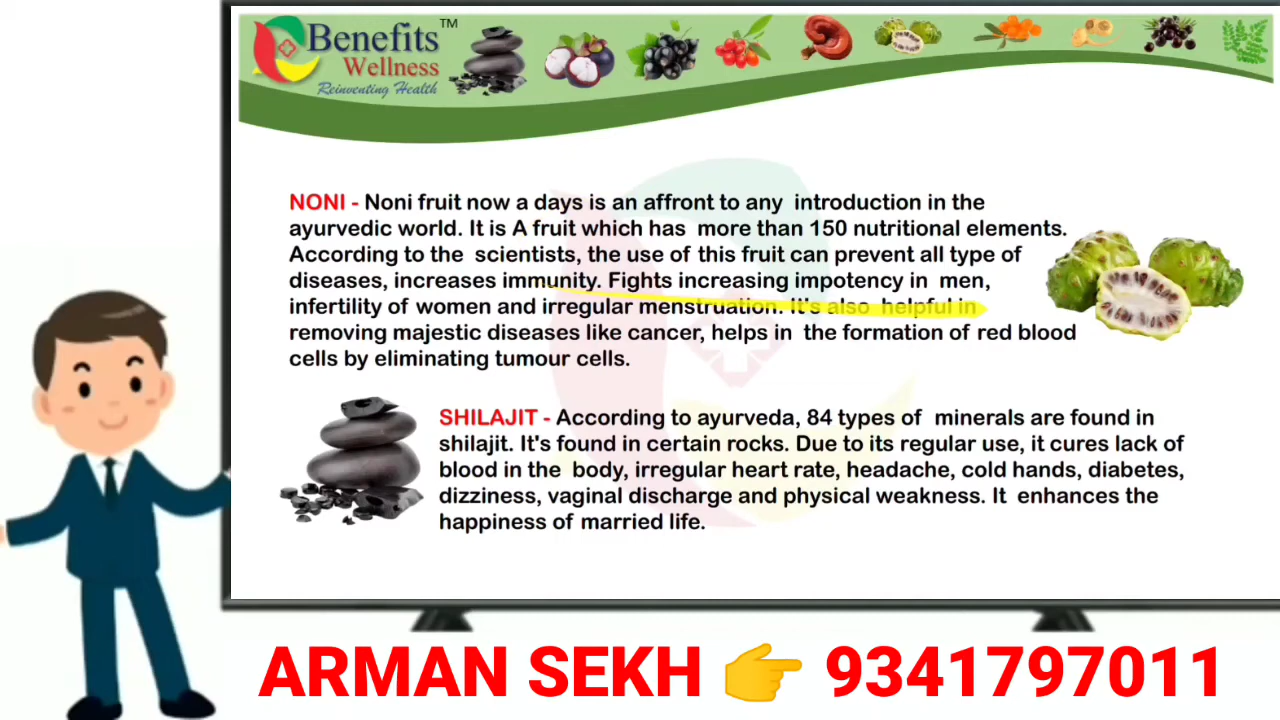 Benefits™
Wellness
Reinventing Health
NONI - Noni fruit now a days is an affront to any introduction in the
ayurvedic world. It is A fruit which has more than 150 nutritional elements.
According to the scientists, the use of this fruit can prevent all type of
diseases, increases immunity. Fights increasing impotency in men,
infertility of women and irregular menstruation. It's also helpful in
removing majestic diseases like cancer, helps in the formation of red blood
cells by eliminating tumour cells.
SHILAJIT - According to ayurveda, 84 types of minerals are found in
shilajit. It's found in certain rocks. Due to its regular use, it cures lack of
blood in the body, irregular heart rate, headache, cold hands, diabetes,
dizziness, vaginal discharge and physical weakness. It enhances the
happiness of married life.
ARMAN SEKH 👉 9341797011